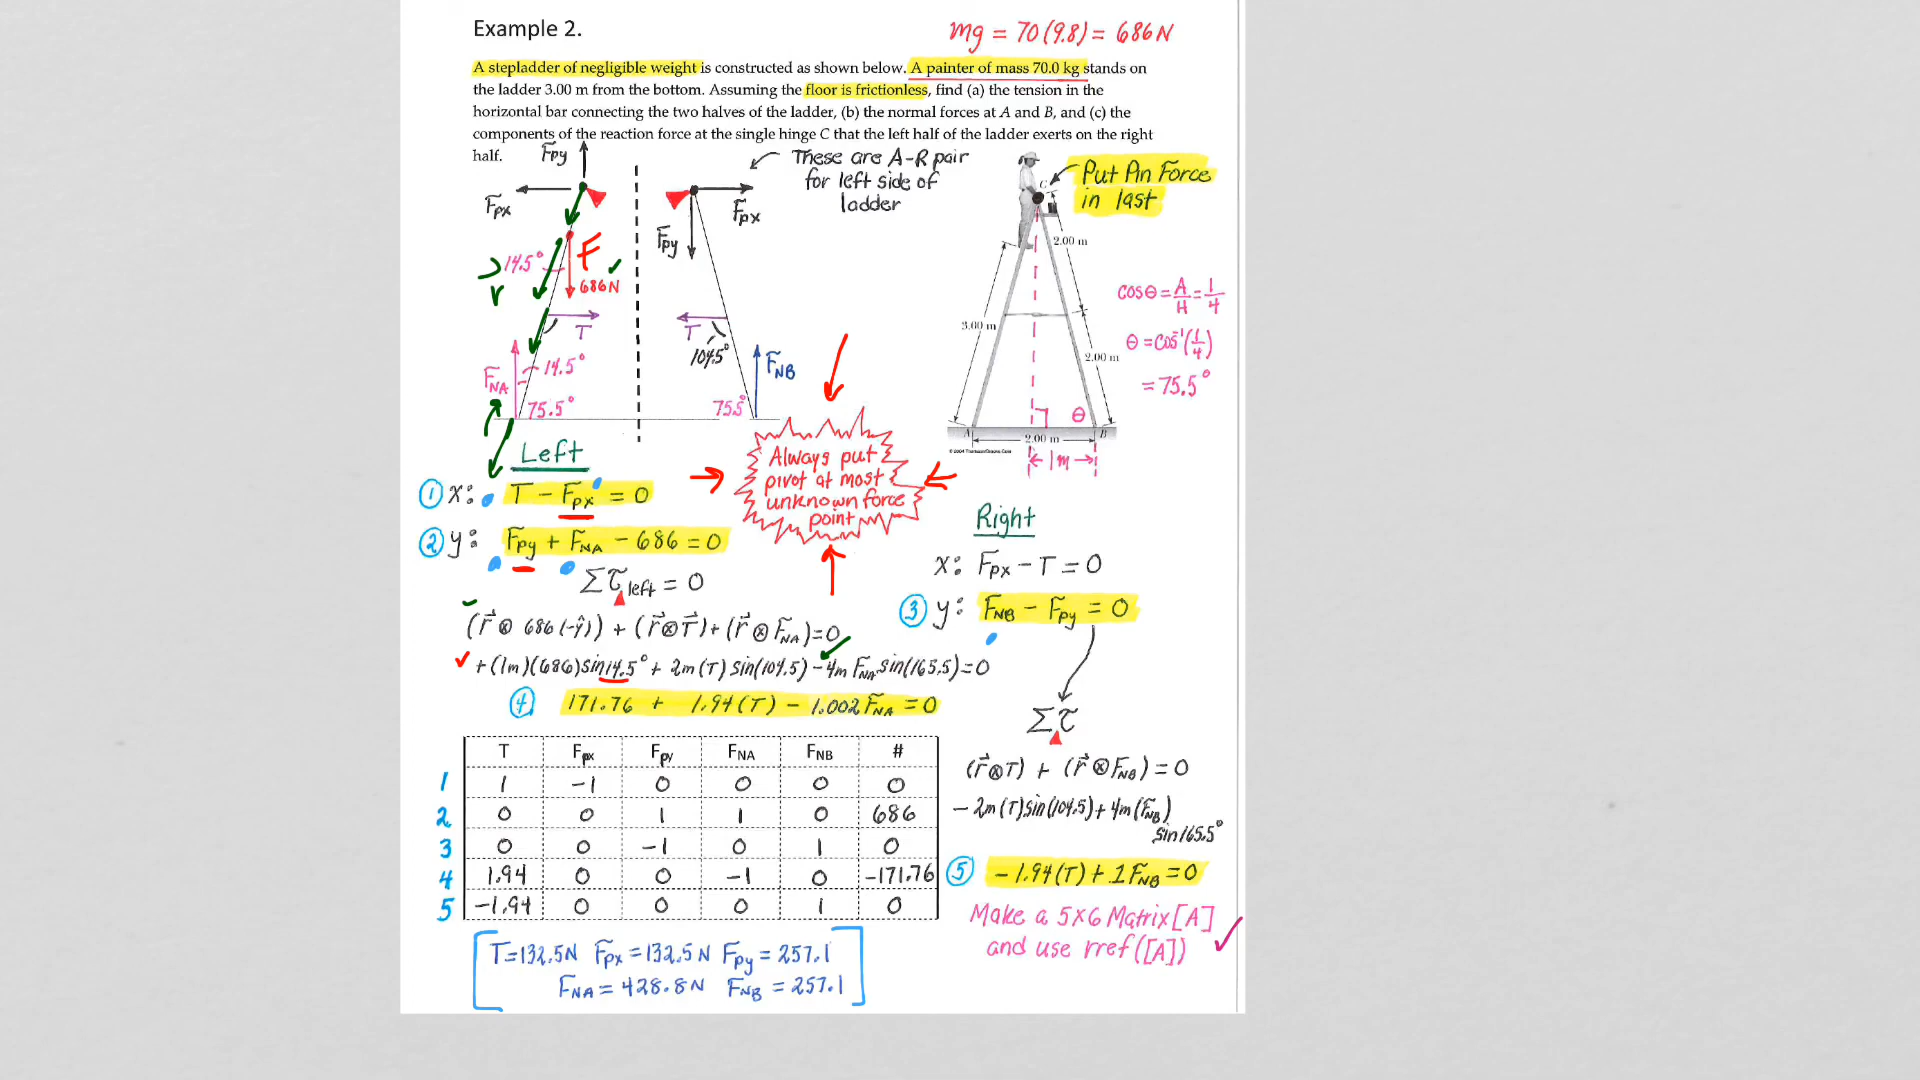 Example 2.
mg = 70(9.8) = 686N
A stepladder of negligible weight is constructed as shown below. A painter of mass 70.0 kg stands on
the ladder 3.00 m from the bottom. Assuming the floor is frictionless, find (a) the tension in the
horizontal bar connecting the two halves of the ladder, (b) the normal forces at A and B, and (c) the
components of the reaction force at the single hinge C that the left half of the ladder exerts on the right
half.
Fpy
Fpx
F
686N
14.5°
r
T
FNA
14.5°
75.5°
Fpx
Fpy
T
104.5°
FNB
75.5
These are A-R pair
for left side of
ladder
Put Pin Force
in last
C
2.00 m
3.00 m
2.00 m
θ
A
B
2.00 m
© 2004 Thomson/Brooks Cole
1m
cosθ = A/H = 1/4
θ = cos⁻¹(1/4)
= 75.5°
Always put
pivot at most
unknown force
point
Left
① x: T - Fpx = 0
② y: Fpy + FNA - 686 = 0
Στleft = 0
(r⃗ ⊗ 686(-ŷ)) + (r⃗ ⊗ T⃗) + (r⃗ ⊗ F⃗NA) = 0
+(1m)(686)sin14.5° + 2m(T) sin(104.5) - 4m FNA sin(165.5) = 0
④ 171.76 + 1.94(T) - 1.002 FNA = 0
Right
x: Fpx - T = 0
③ y: FNB - Fpy = 0
Στ
(r⃗ ⊗ T) + (r⃗ ⊗ FNB) = 0
- 2m(T)sin(104.5) + 4m(FNB)
sin165.5°
⑤ - 1.94(T) + 1FNB = 0
Make a 5x6 Matrix [A]
and use rref([A])
T Fpx Fpy FNA FNB #
1 1 -1 0 0 0 0
2 0 0 1 1 0 686
3 0 0 -1 0 1 0
4 1.94 0 0 -1 0 -171.76
5 -1.94 0 0 0 1 0
T=132.5N Fpx = 132.5N Fpy = 257.1
FNA = 428.8N FNB = 257.1